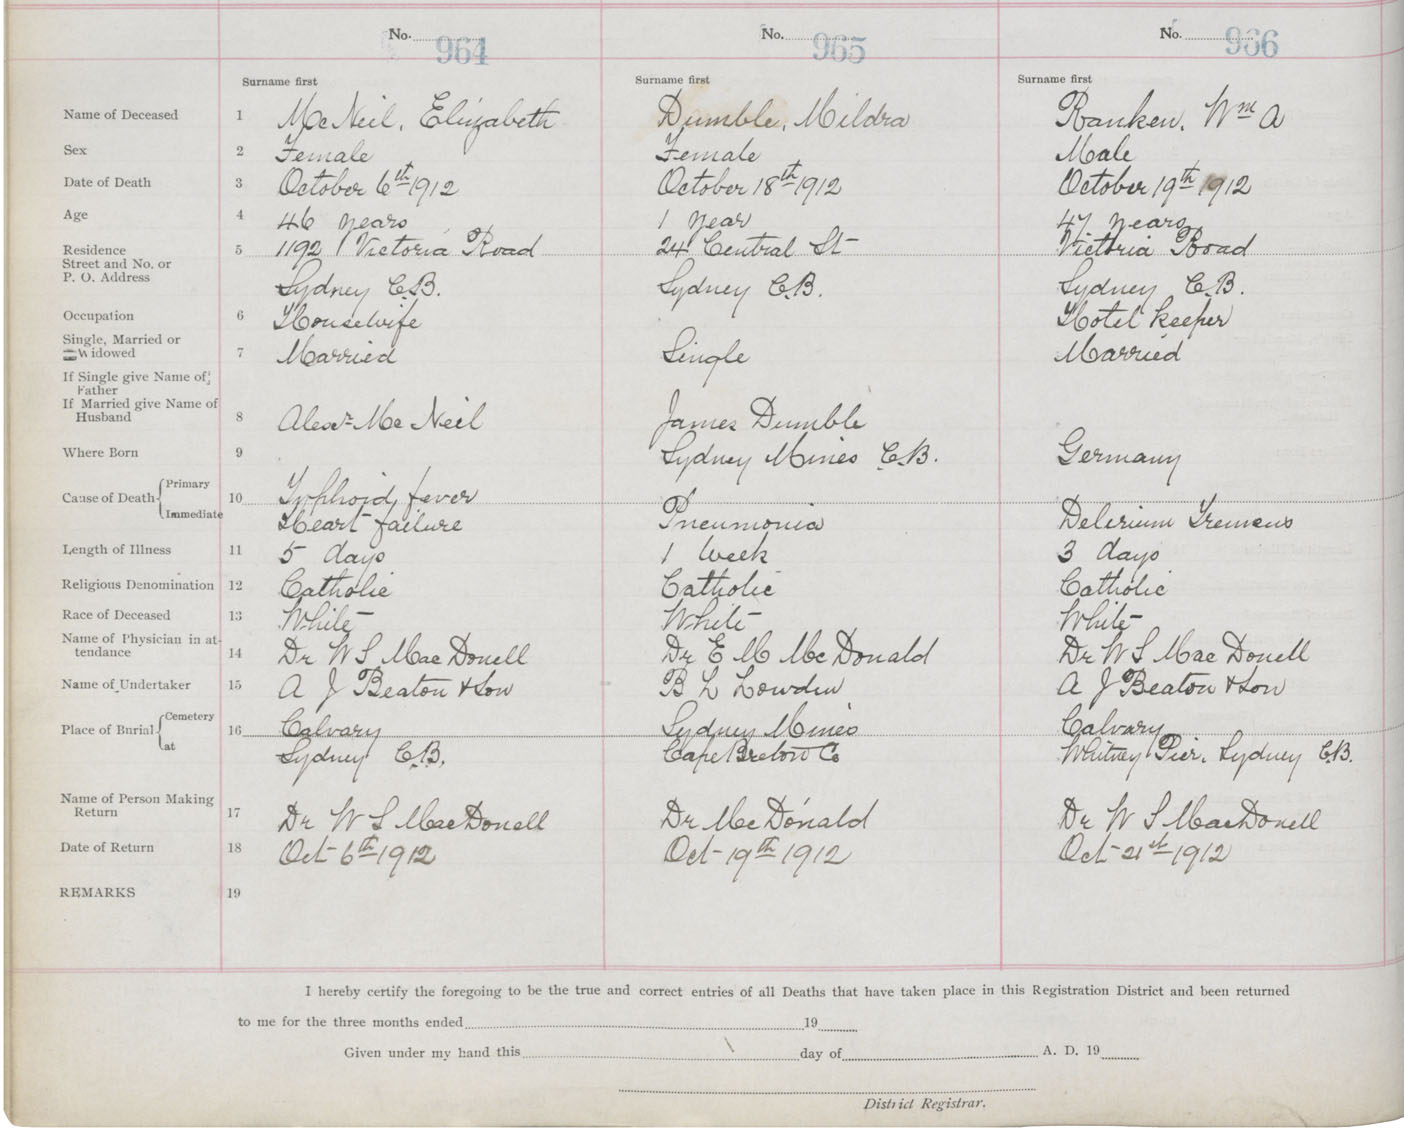 No. 964 No. 965 No. 966
Surname first Surname first Surname first
Name of Deceased 1 McNeil, Elizabeth Dumble, Mildra Ranken, Wm A
Sex 2 Female Female Male
Date of Death 3 October 6th 1912 October 18th 1912 October 19th 1912
Age 4 46 years 1 year 47 years
Residence 5 1192 Victoria Road 24 Central St Victoria Road
Street and No. or
P. O. Address Sydney C.B. Sydney C.B. Sydney C.B.
Occupation 6 Housewife Hotel keeper
Single, Married or
Widowed 7 Married Single Married
If Single give Name of
Father
If Married give Name of
Husband 8 Alexr Mc Neil James Dumble
Where Born 9 Sydney Mines C.B. Germany
Cause of Death Primary 10 Typhoid fever
Immediate Heart failure Pneumonia Delerium Tremens
Length of Illness 11 5 days 1 week 3 days
Religious Denomination 12 Catholic Catholic Catholic
Race of Deceased 13 White White White
Name of Physician in at-
tendance 14 Dr W S MacDonell Dr E M McDonald Dr W S MacDonell
Name of Undertaker 15 A J Beaton & Son B L Lowden A J Beaton & Son
Place of Burial Cemetery 16 Calvary Sydney Mines Calvary
at Sydney C.B. Cape Breton Co Whitney Pier, Sydney C.B.
Name of Person Making
Return 17 Dr W S MacDonell Dr McDonald Dr W S MacDonell
Date of Return 18 Oct 6th 1912 Oct 19th 1912 Oct 21st 1912
REMARKS 19
I hereby certify the foregoing to be the true and correct entries of all Deaths that have taken place in this Registration District and been returned
to me for the three months ended 19
Given under my hand this day of A. D. 19
District Registrar.